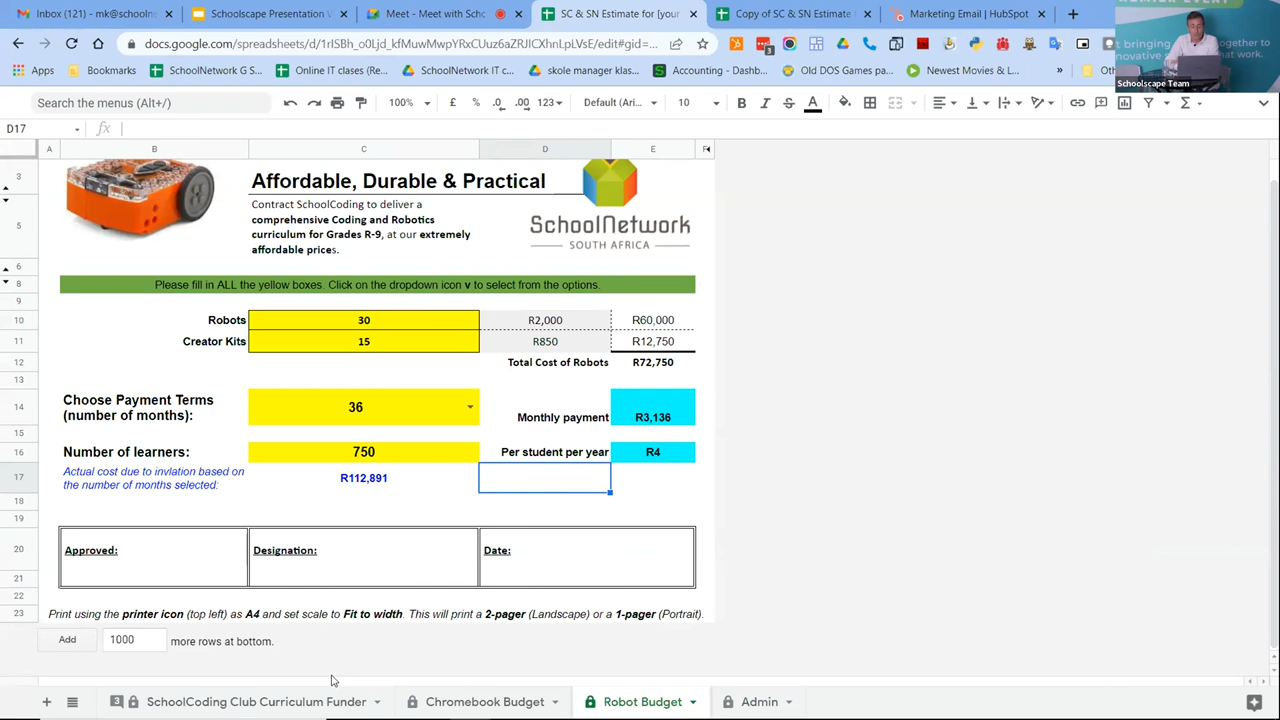 Inbox (121) - mk@schoolne
Schoolscape Presentation V
Meet - Meet with School
SC & SN Estimate for [your
Copy of SC & SN Estimate f
Marketing Email | HubSpot
docs.google.com/spreadsheets/d/
Apps
SchoolNetwork G S...
Online IT clases (Re...
SchoolNetwork IT C...
skole manager klas...
Accounting - Dashb...
Old DOS Games pa...
Newest Movies & L...
»
Schoolscape Team
Search the menus (Alt+/)
100%
£
.0
.00
123
Default (Ari...
10
B
I
S
A
D17
fx
A
B
C
D
E
F
3
Affordable, Durable & Practical
Contract SchoolCoding to deliver a
5
comprehensive Coding and Robotics
curriculum for Grades R-9, at our extremely
affordable prices.
SchoolNetwork
SOUTH AFRICA
6
8 Please fill in ALL the yellow boxes. Click on the dropdown icon v to select from the options.
9
10 Robots 30 R2,000 R60,000
11 Creator Kits 15 R850 R12,750
12 Total Cost of Robots R72,750
13
14 Choose Payment Terms (number of months): 36 Monthly payment R3,136
15
16 Number of learners: 750 Per student per year R4
17 Actual cost due to invlation based on
the number of months selected: R112,891
18
19
20 Approved: Designation: Date:
21
22
23 Print using the printer icon (top left) as A4 and set scale to Fit to width. This will print a 2-pager (Landscape) or a 1-pager (Portrait).
Add 1000 more rows at bottom.
3 SchoolCoding Club Curriculum Funder
Chromebook Budget
Robot Budget
Admin